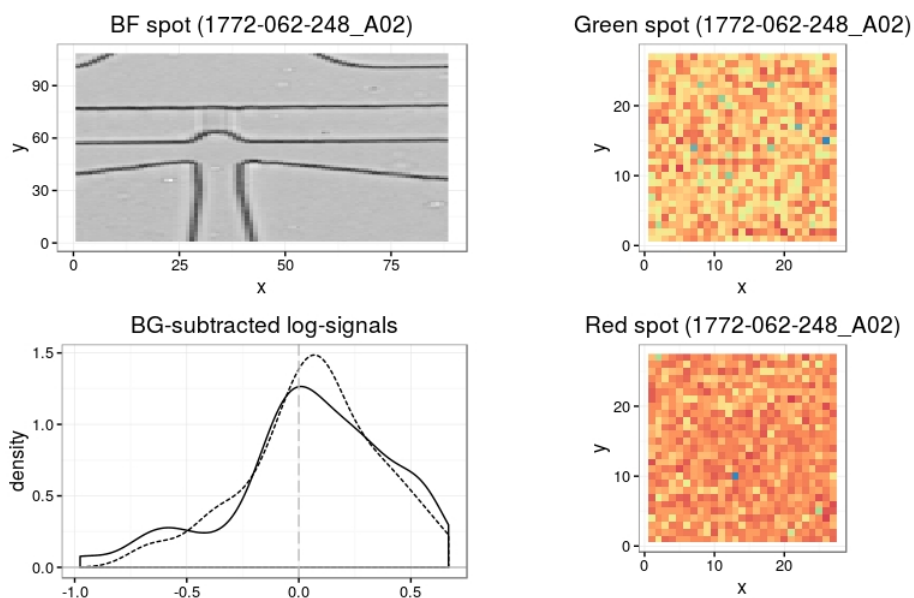 BF spot (1772-062-248_A02)
90
60
30
0
y
0 25 50 75
x
Green spot (1772-062-248_A02)
20
10
0
y
0 10 20
x
BG-subtracted log-signals
1.5
1.0
0.5
0.0
density
-1.0 -0.5 0.0 0.5
Red spot (1772-062-248_A02)
20
10
0
y
0 10 20
x